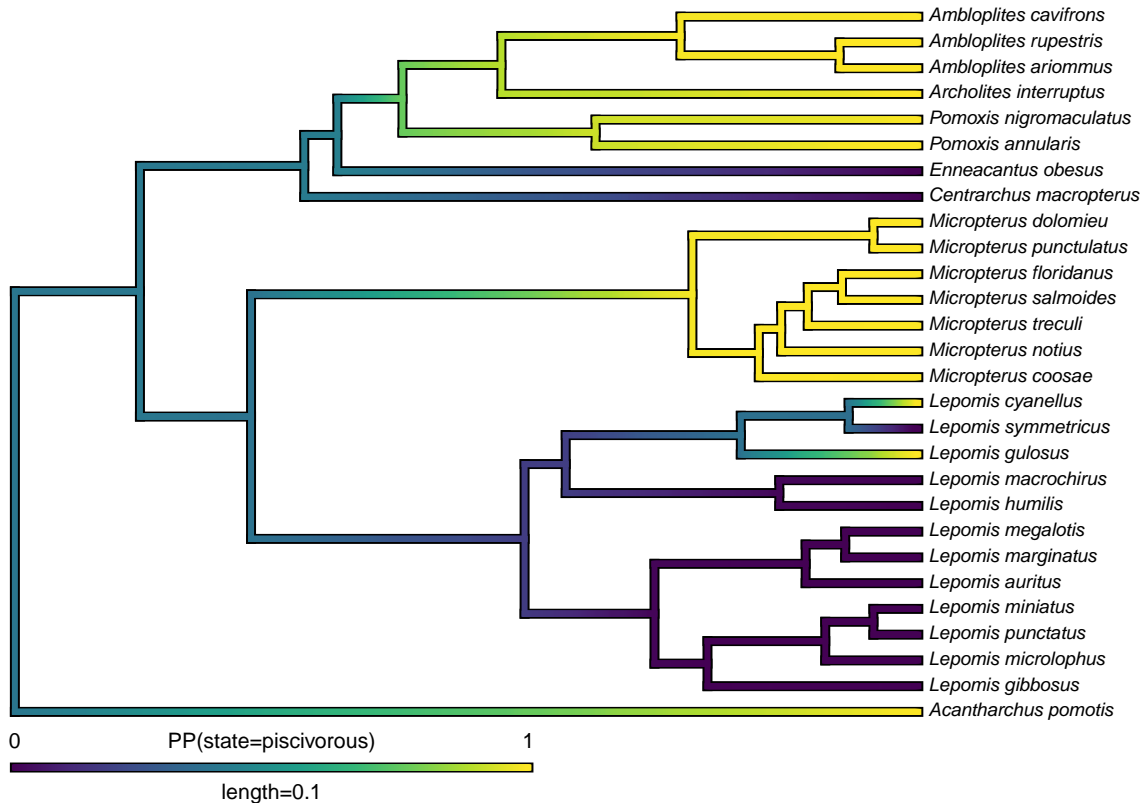 Ambloplites cavifrons
Ambloplites rupestris
Ambloplites ariommus
Archolites interruptus
Pomoxis nigromaculatus
Pomoxis annularis
Enneacantus obesus
Centrarchus macropterus
Micropterus dolomieu
Micropterus punctulatus
Micropterus floridanus
Micropterus salmoides
Micropterus treculi
Micropterus notius
Micropterus coosae
Lepomis cyanellus
Lepomis symmetricus
Lepomis gulosus
Lepomis macrochirus
Lepomis humilis
Lepomis megalotis
Lepomis marginatus
Lepomis auritus
Lepomis miniatus
Lepomis punctatus
Lepomis microlophus
Lepomis gibbosus
Acantharchus pomotis
0 PP(state=piscivorous) 1
length=0.1